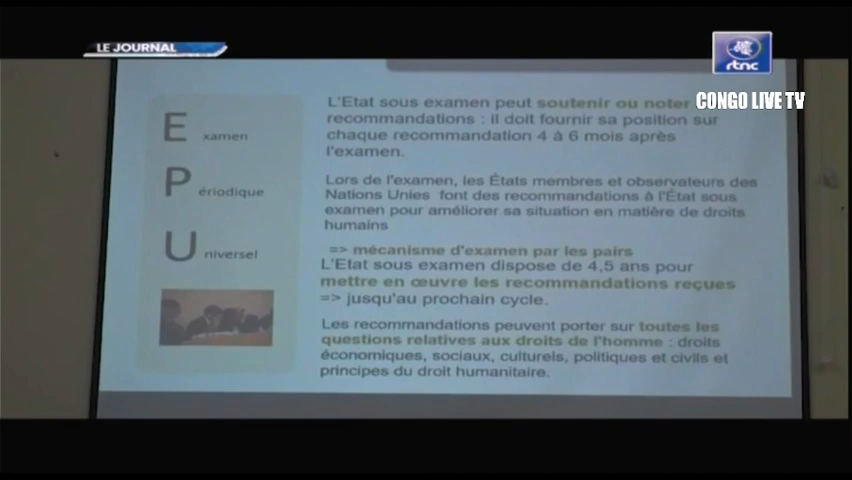 LE JOURNAL
rtnc
CONGO LIVE TV
E xamen
P ériodique
U niversel
L'Etat sous examen peut soutenir ou noter
recommandations : il doit fournir sa position sur
chaque recommandation 4 à 6 mois après
l'examen.
Lors de l'examen, les États membres et observateurs des
Nations Unies font des recommandations à l'État sous
examen pour améliorer sa situation en matière de droits
humains
=> mécanisme d'examen par les pairs
L'Etat sous examen dispose de 4,5 ans pour
mettre en œuvre les recommandations reçues
=> jusqu'au prochain cycle.
Les recommandations peuvent porter sur toutes les
questions relatives aux droits de l'homme : droits
économiques, sociaux, culturels, politiques et civils et
principes du droit humanitaire.